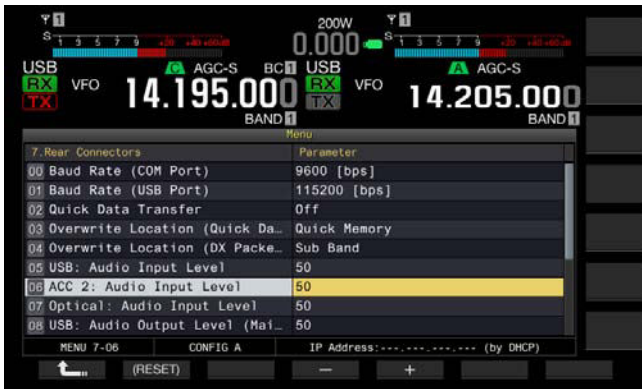 200W
S 1 3 5 7 9 +20 +40 +60dB 0.000 S 1 3 5 7 9 +20 +40 +60dB
USB C AGC-S BC1 USB A AGC-S
RX VFO 14.195.000 RX VFO 14.205.000
TX TX
BAND 1 BAND 1
Menu
7.Rear Connectors Parameter
00 Baud Rate (COM Port) 9600 [bps]
01 Baud Rate (USB Port) 115200 [bps]
02 Quick Data Transfer Off
03 Overwrite Location (Quick Da… Quick Memory
04 Overwrite Location (DX Packe… Sub Band
05 USB: Audio Input Level 50
06 ACC 2: Audio Input Level 50
07 Optical: Audio Input Level 50
08 USB: Audio Output Level (Mai… 50
MENU 7-06 CONFIG A IP Address:---.---.---.--- (by DHCP)
(RESET) − +